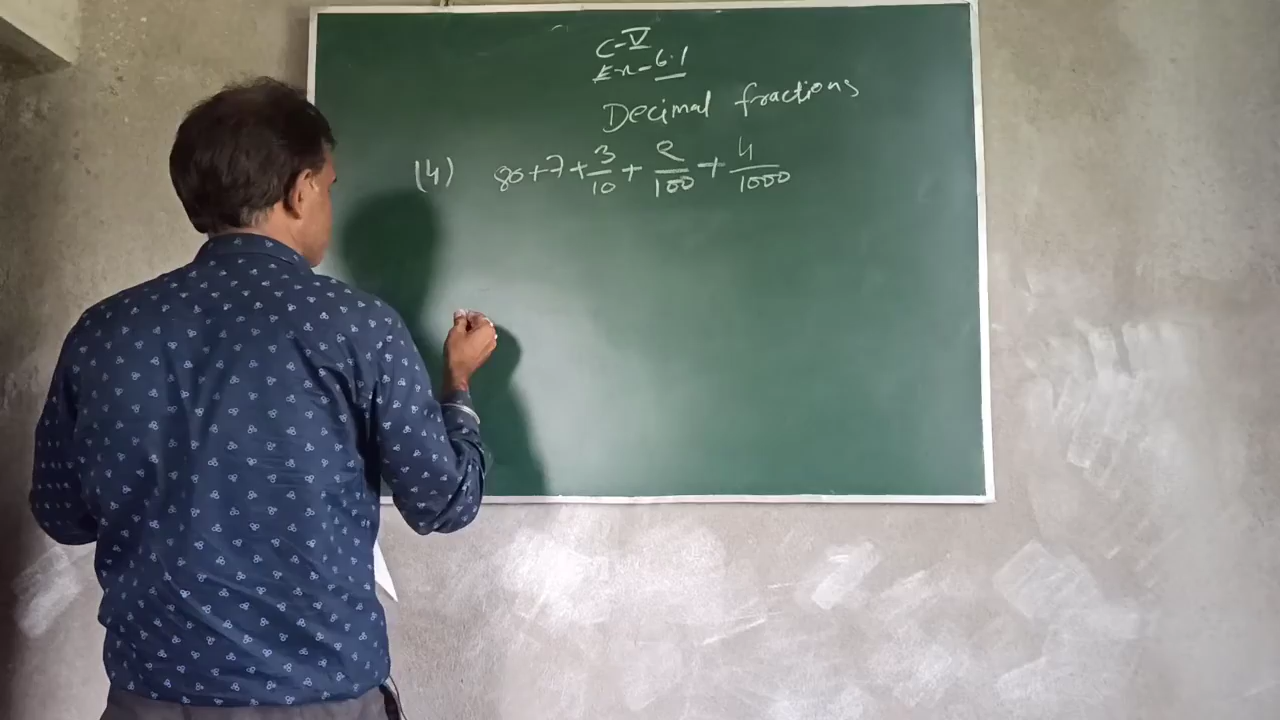 C-V
Ex-6.1
Decimal fractions
(4) 80+7+3/10+2/100+4/1000